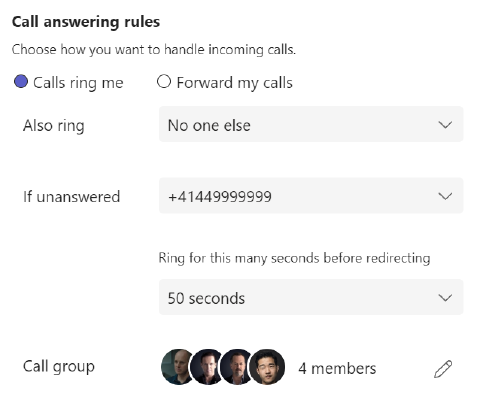 Call answering rules
Choose how you want to handle incoming calls.
Calls ring me Forward my calls
Also ring No one else
If unanswered +41449999999
Ring for this many seconds before redirecting
50 seconds
Call group 4 members